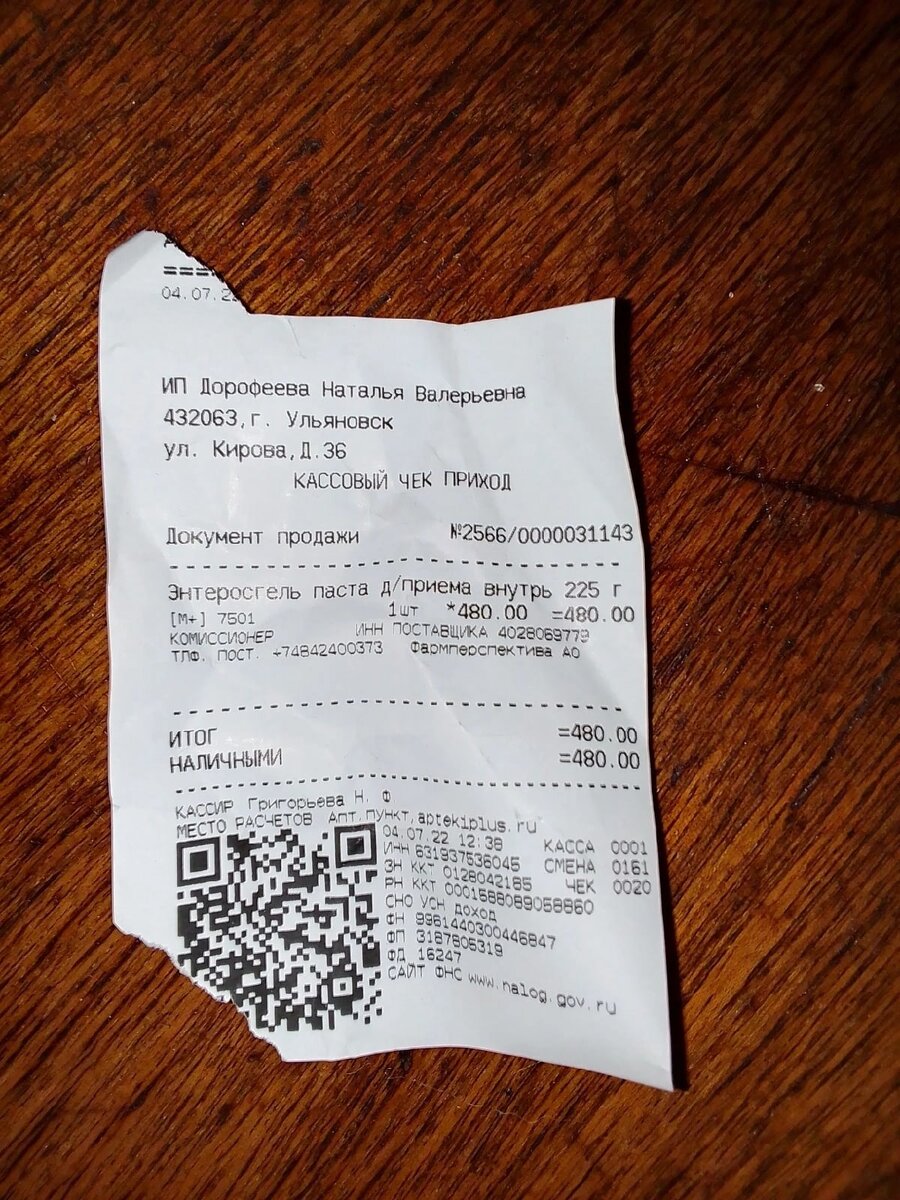 ===
04.07.2
ИП Дорофеева Наталья Валерьевна
432063,г. Ульяновск
ул. Кирова,Д.36
КАССОВЫЙ ЧЕК ПРИХОД
Документ продажи №2566/0000031143
Энтеросгель паста д/приема внутрь 225 г
[М+] 7501 1шт *480.00 =480.00
КОМИССИОНЕР ИНН ПОСТАВЩИКА 4028069779
ТЛФ. ПОСТ. +74842400373 Фармперспектива АО
ИТОГ =480.00
НАЛИЧНЫМИ =480.00
КАССИР Григорьева Н. Ф
МЕСТО РАСЧЕТОВ Апт.пункт,aptekiplus.ru
04.07.22 12:38 КАССА 0001
ИНН 631937536045 СМЕНА 0161
ЗН ККТ 0128042185 ЧЕК 0020
РН ККТ 0001588089058860
СНО УСН доход
ФН 9961440300446847
ФП 3187805319
ФД 16247
САЙТ ФНС www.nalog.gov.ru